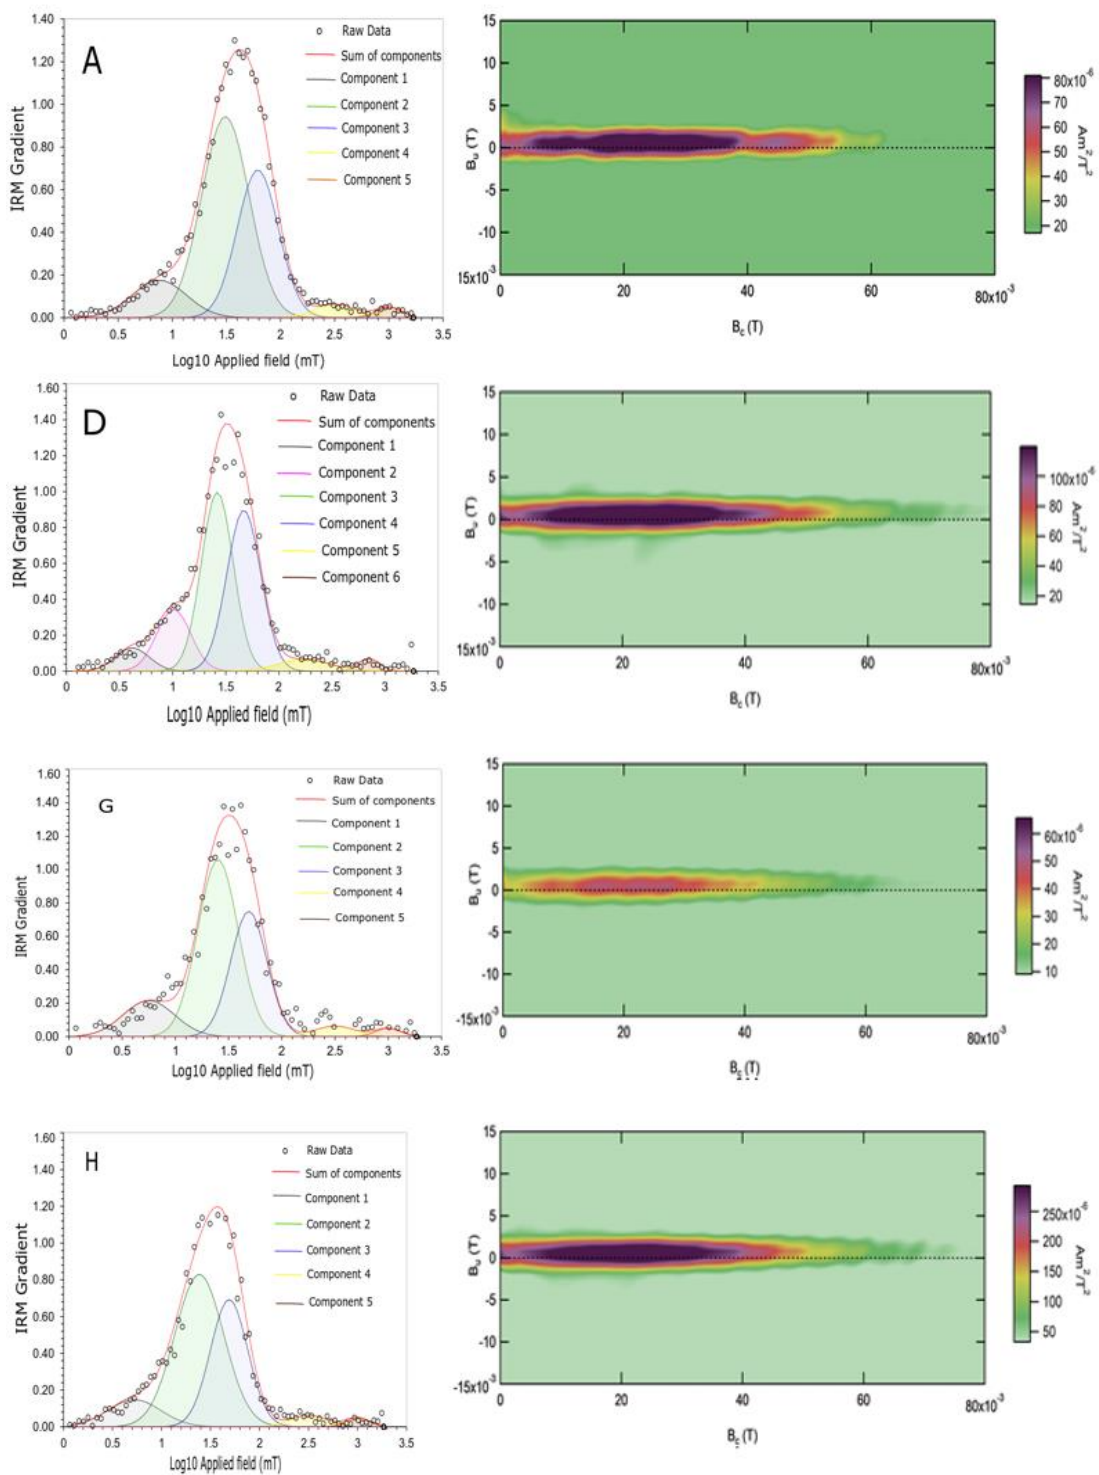 A
1.40
1.20
1.00
0.80
0.60
0.40
0.20
0.00
IRM Gradient
0 0.5 1 1.5 2 2.5 3 3.5
Log10 Applied field (mT)
Raw Data
Sum of components
Component 1
Component 2
Component 3
Component 4
Component 5
15
10
5
0
-5
-10
15x10⁻³
Bᵤ (T)
0 20 40 60 80x10⁻³
B꜀ (T)
80x10⁻⁶
70
60
50
40
30
20
Am²/T²
D
1.60
1.40
1.20
1.00
0.80
0.60
0.40
0.20
0.00
IRM Gradient
0 0.5 1 1.5 2 2.5 3 3.5
Log10 Applied field (mT)
Raw Data
Sum of components
Component 1
Component 2
Component 3
Component 4
Component 5
Component 6
15
10
5
0
-5
-10
15x10⁻³
Bᵤ (T)
0 20 40 60 80x10⁻³
B꜀ (T)
100x10⁻⁶
80
60
40
20
Am²/T²
G
1.60
1.40
1.20
1.00
0.80
0.60
0.40
0.20
0.00
IRM Gradient
0 0.5 1 1.5 2 2.5 3 3.5
Log10 Applied field (mT)
Raw Data
Sum of components
Component 1
Component 2
Component 3
Component 4
Component 5
15
10
5
0
-5
-10
-15x10⁻³
Bᵤ (T)
0 20 40 60 80x10⁻³
B꜀ (T)
60x10⁻⁶
50
40
30
20
10
Am²/T²
H
1.60
1.40
1.20
1.00
0.80
0.60
0.40
0.20
0.00
IRM Gradient
0 0.5 1 1.5 2 2.5 3 3.5
Log10 Applied field (mT)
Raw Data
Sum of components
Component 1
Component 2
Component 3
Component 4
Component 5
15
10
5
0
-5
-10
-15x10⁻³
Bᵤ (T)
0 20 40 60 80x10⁻³
B꜀ (T)
250x10⁻⁶
200
150
100
50
Am²/T²